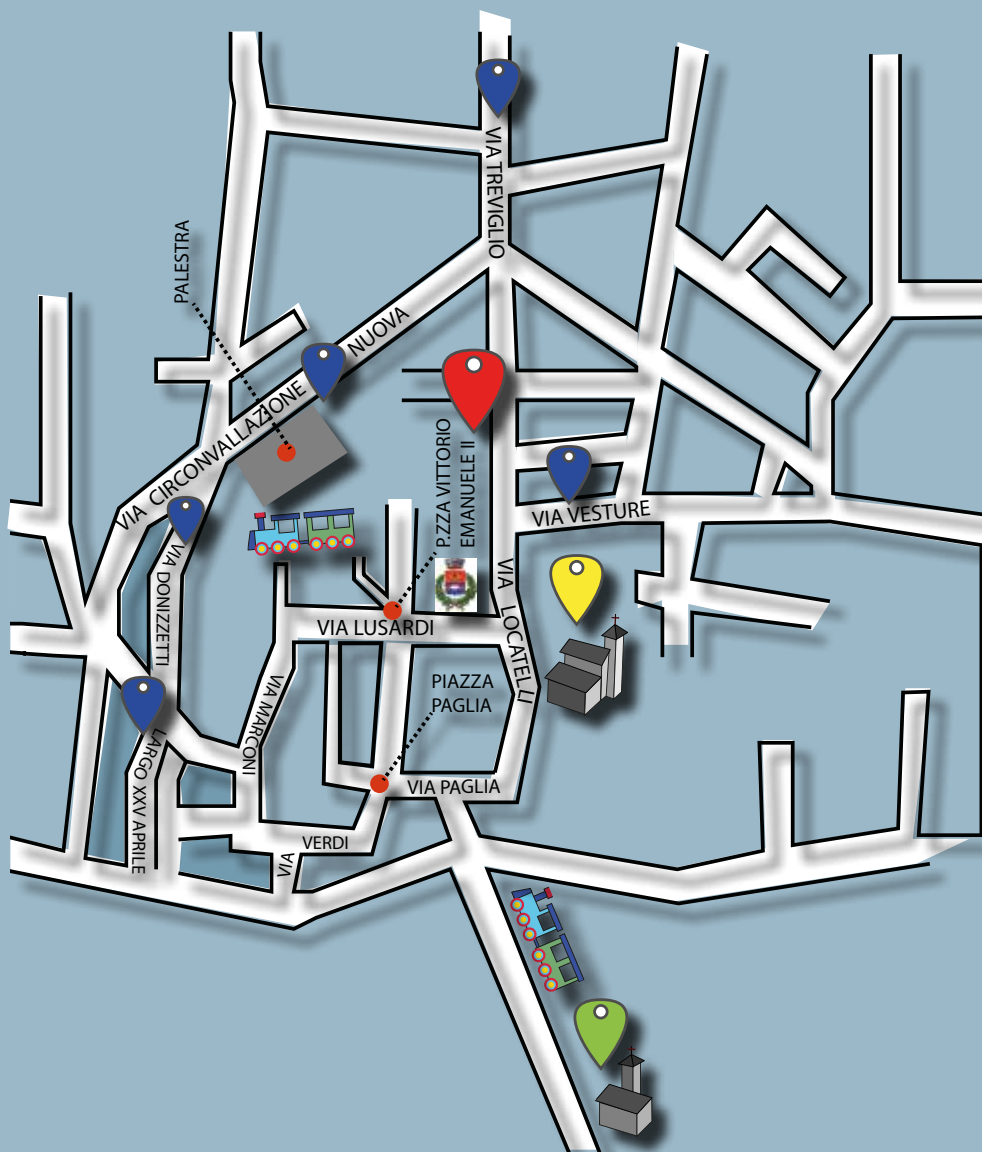 VIA TREVIGLIO
PALESTRA
VIA CIRCONVALLAZIONE NUOVA
P.ZZA VITTORIO
EMANUELE II
VIA VESTURE
VIA DONIZZETTI
VIA LOCATELLI
VIA LUSARDI
PIAZZA
PAGLIA
VIA MARCONI
LARGO XXV APRILE
VIA PAGLIA
VIA VERDI